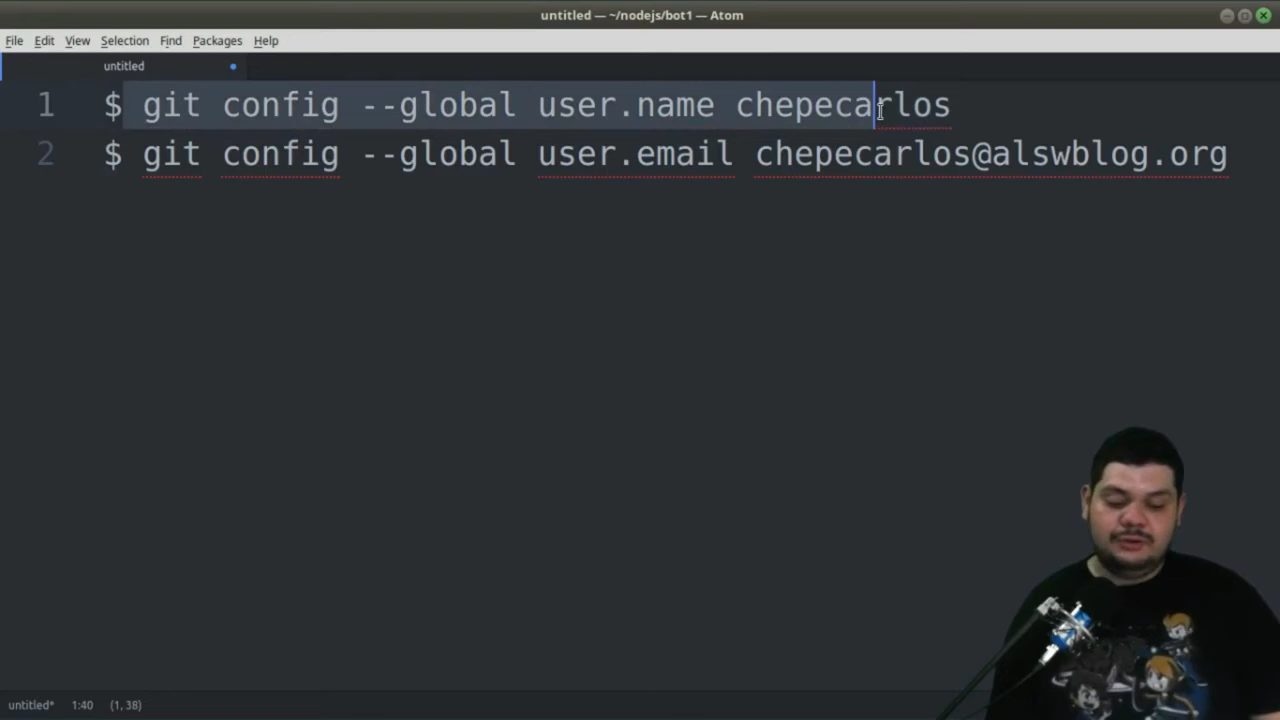 untitled — ~/nodejs/bot1 — Atom
File Edit View Selection Find Packages Help
untitled
1 $ git config --global user.name chepecarlos
2 $ git config --global user.email chepecarlos@alswblog.org
untitled* 1:40 (1, 38)